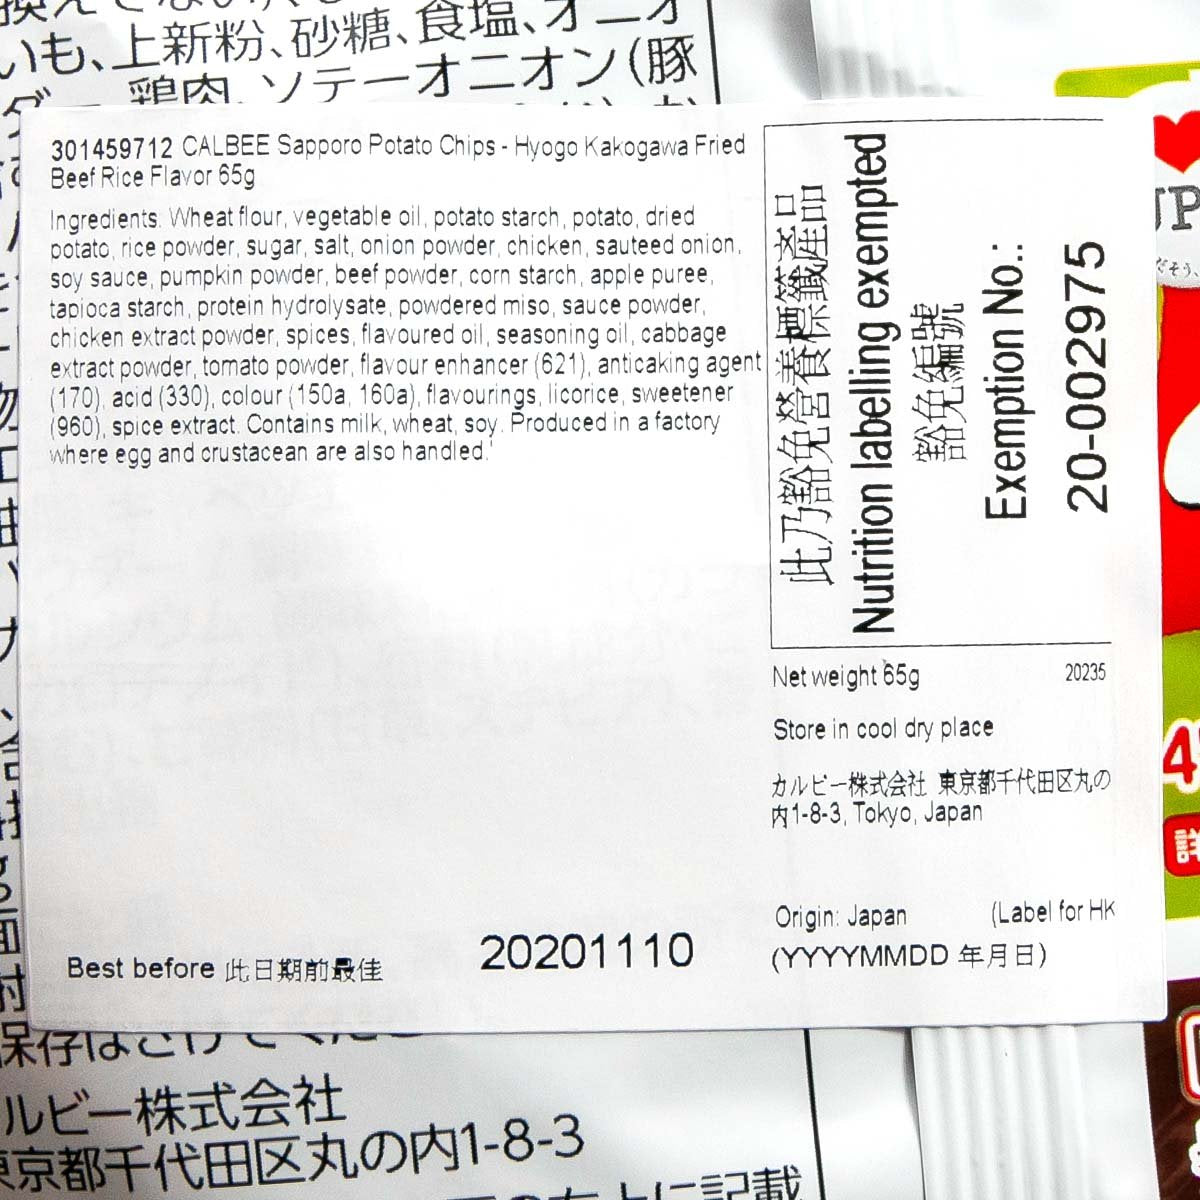 いも、上新粉、砂糖、食塩、オニオ
鶏肉、ソテーオニオン(豚
301459712 CALBEE Sapporo Potato Chips - Hyogo Kakogawa Fried
Beef Rice Flavor 65g
Ingredients: Wheat flour, vegetable oil, potato starch, potato, dried
potato, rice powder, sugar, salt, onion powder, chicken, sauteed onion,
soy sauce, pumpkin powder, beef powder, corn starch, apple puree,
tapioca starch, protein hydrolysate, powdered miso, sauce powder,
chicken extract powder, spices, flavoured oil, seasoning oil, cabbage
extract powder, tomato powder, flavour enhancer (621), anticaking agent
(170), acid (330), colour (150a, 160a), flavourings, licorice, sweetener
(960), spice extract. Contains milk, wheat, soy. Produced in a factory
where egg and crustacean are also handled.'
此乃豁免營養標籤產品
Nutrition labelling exempted
豁免編號
Exemption No.:
20-002975
Net weight 65g 20235
Store in cool dry place
カルビー株式会社 東京都千代田区丸の
内1-8-3, Tokyo, Japan
Origin: Japan (Label for HK
Best before 此日期前最佳 20201110 (YYYYMMDD 年月日)
ルビー株式会社
東京都千代田区丸の内1-8-3